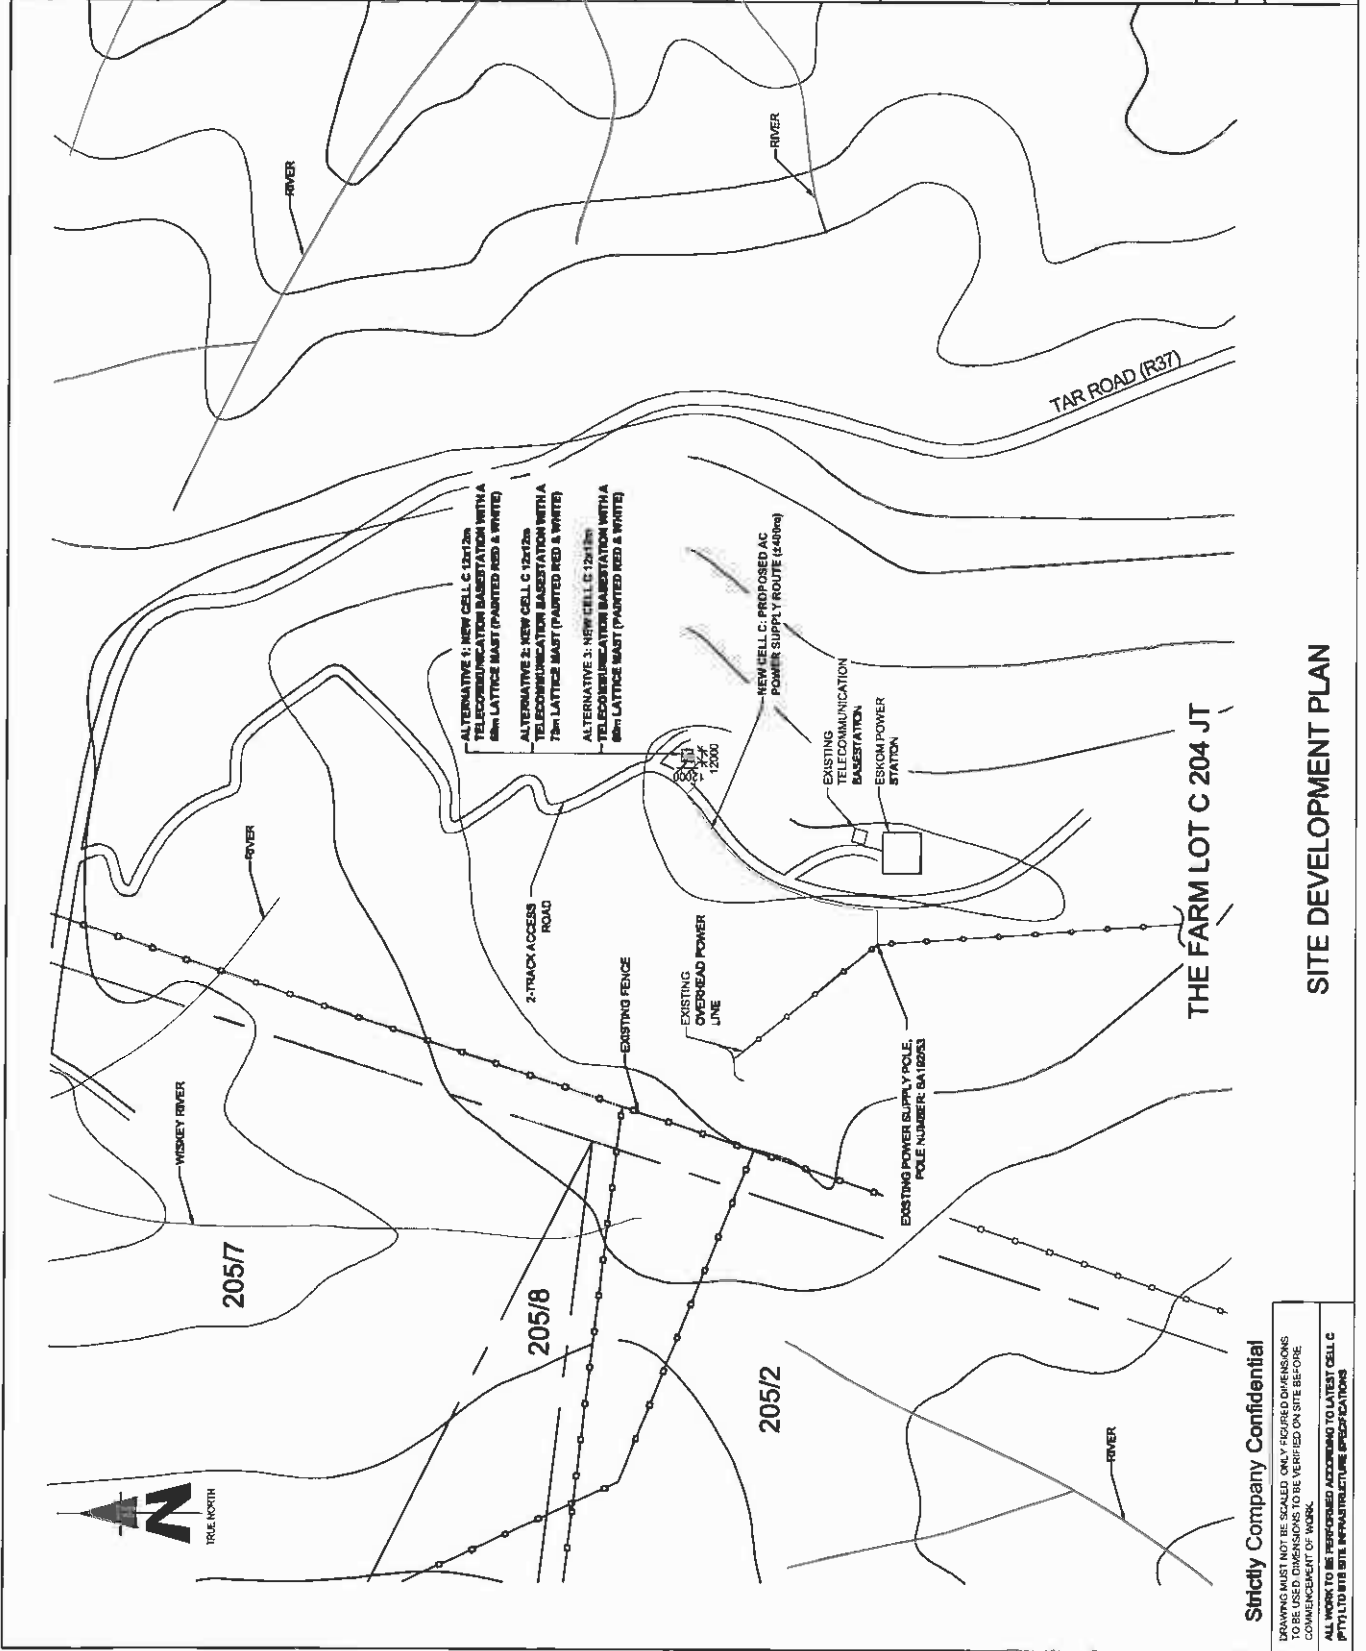 TRUE NORTH
N
WISKEY RIVER
RIVER
RIVER
205/7
205/8
205/2
ALTERNATIVE 1: NEW CELL C 12x12m
TELECOMMUNICATION BASESTATION WITH A
LATTICE MAST (PAINTED RED & WHITE)
ALTERNATIVE 2: NEW CELL C 12x12m
TELECOMMUNICATION BASESTATION WITH A
LATTICE MAST (PAINTED RED & WHITE)
ALTERNATIVE 3: NEW CELL C 12x12m
TELECOMMUNICATION BASESTATION WITH A
LATTICE MAST (PAINTED RED & WHITE)
2-TRACK ACCESS
ROAD
EXISTING FENCE
EXISTING
OVERHEAD POWER
LINE
12000
12000
NEW CELL C: PROPOSED AC
POWER SUPPLY ROUTE
RIVER
EXISTING
TELECOMMUNICATION
BASESTATION
ESKOM POWER
STATION
EXISTING POWER SUPPLY POLE,
POLE NUMBER:
TAR ROAD (R37)
RIVER
THE FARM LOT C 204 JT
SITE DEVELOPMENT PLAN
Strictly Company Confidential
DRAWING MUST NOT BE SCALED ONLY FIGURED DIMENSIONS
TO BE USED. DIMENSIONS TO BE VERIFIED ON SITE BEFORE
COMMENCEMENT OF WORK.
ALL WORK TO BE PERFORMED ACCORDING TO LATEST CELL C
(PTY) LTD BTS SITE INFRASTRUCTURE SPECIFICATIONS